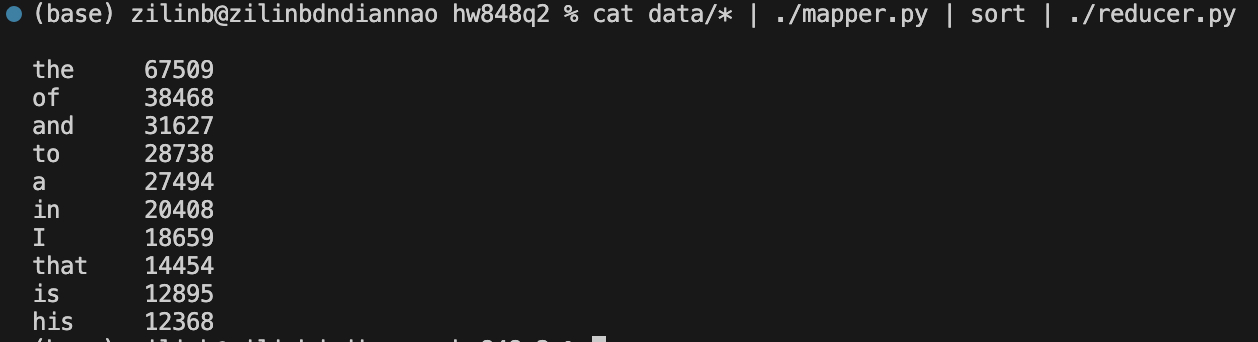 (base) zilinb@zilinbdndiannao hw848q2 % cat data/* | ./mapper.py | sort | ./reducer.py
the 67509
of 38468
and 31627
to 28738
a 27494
in 20408
I 18659
that 14454
is 12895
his 12368